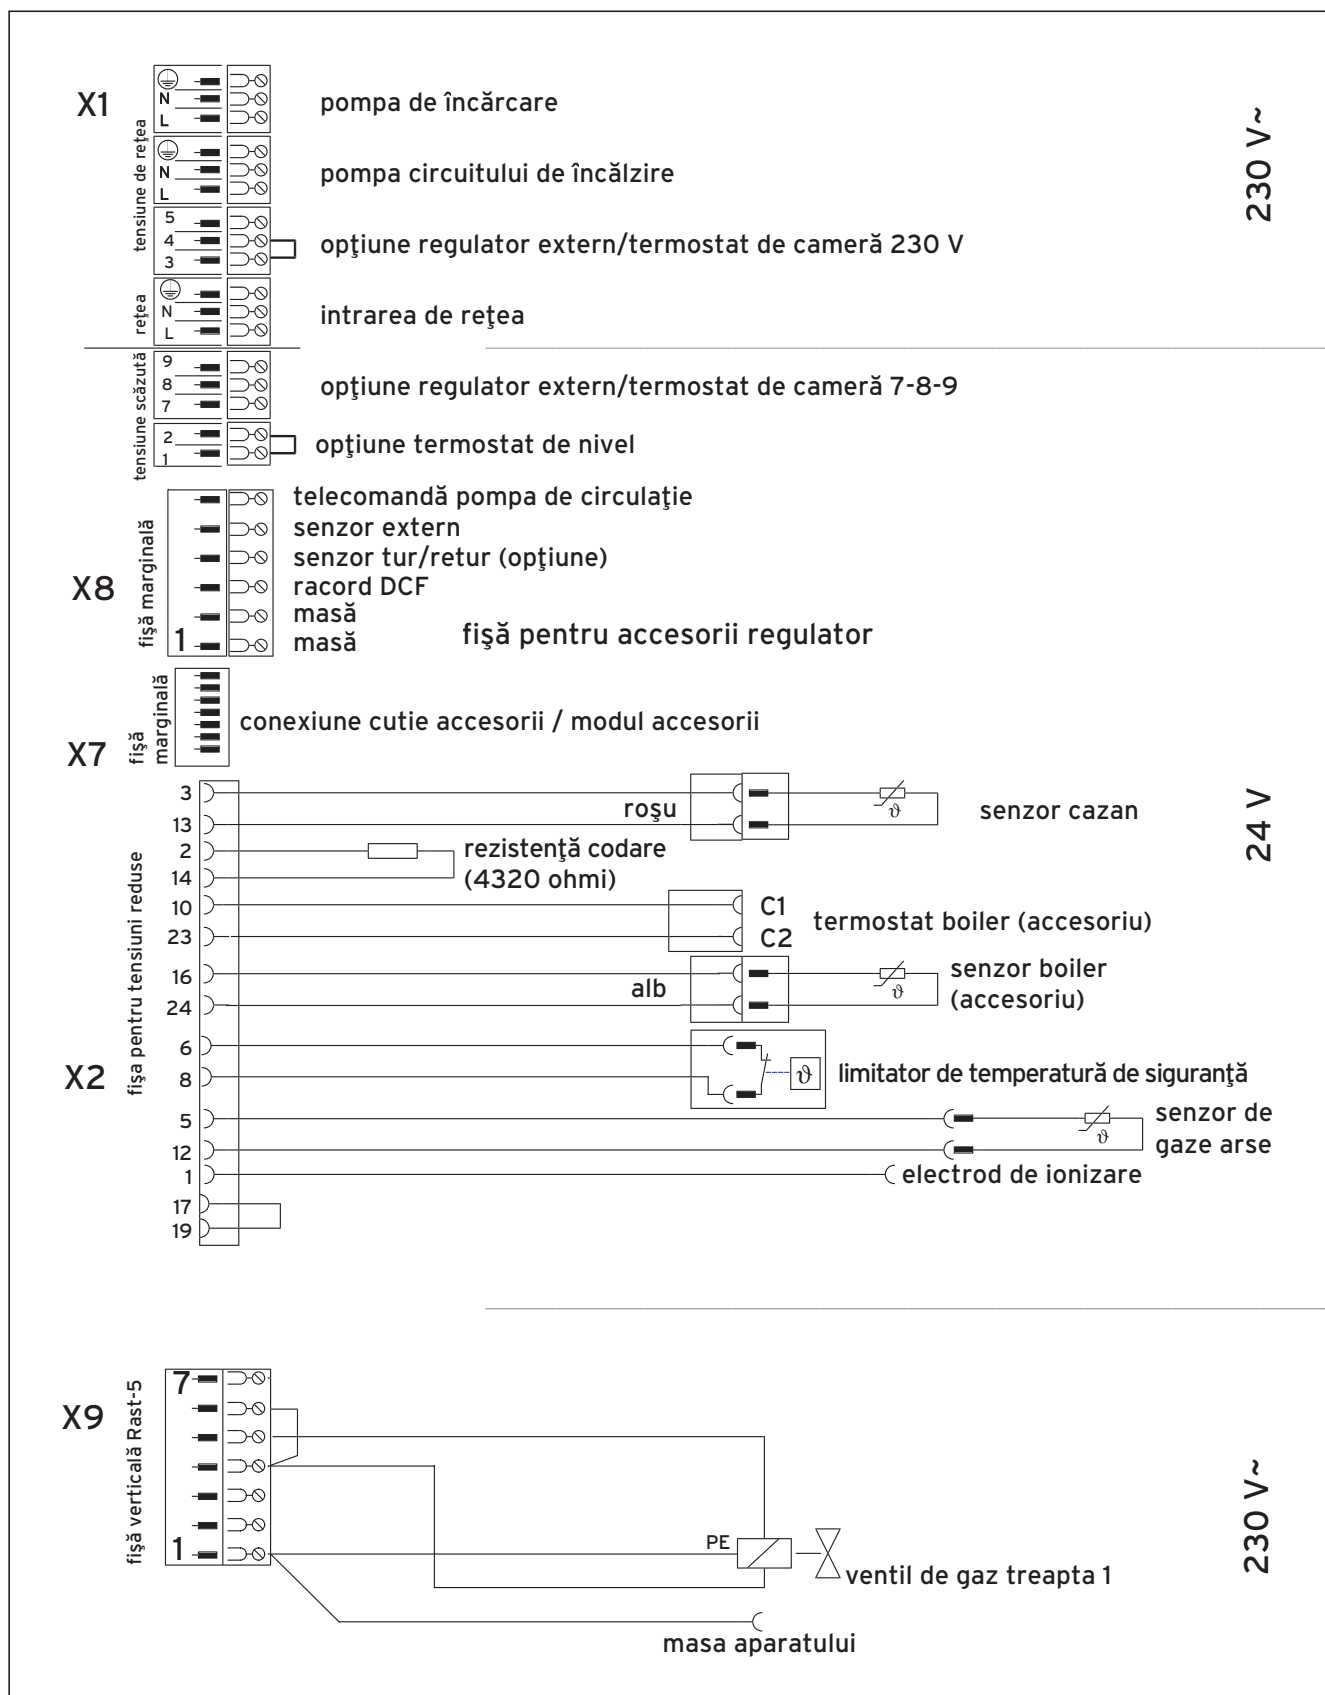 X1
tensiune de reţea
N
L
pompa de încărcare
N
L
pompa circuitului de încălzire
5
4
3
opţiune regulator extern/termostat de cameră 230 V
230 V~
reţea
N
L
intrarea de reţea
tensiune scăzută
9
8
7
opţiune regulator extern/termostat de cameră 7-8-9
2
1
opţiune termostat de nivel
X8
fişă marginală
1
telecomandă pompa de circulaţie
senzor extern
senzor tur/retur (opţiune)
racord DCF
masă
masă
fişă pentru accesorii regulator
X7
fişă
marginală
conexiune cutie accesorii / modul accesorii
24 V
X2
fişa pentru tensiuni reduse
3
13
roşu
ϑ
senzor cazan
2
14
rezistenţă codare
(4320 ohmi)
10
23
C1
C2
termostat boiler (accesoriu)
16
24
alb
ϑ
senzor boiler
(accesoriu)
6
8
ϑ
limitator de temperatură de siguranţă
5
12
ϑ
senzor de
gaze arse
1
electrod de ionizare
17
19
X9
fişă verticală Rast-5
7
1
PE
ventil de gaz treapta 1
masa aparatului
230 V~